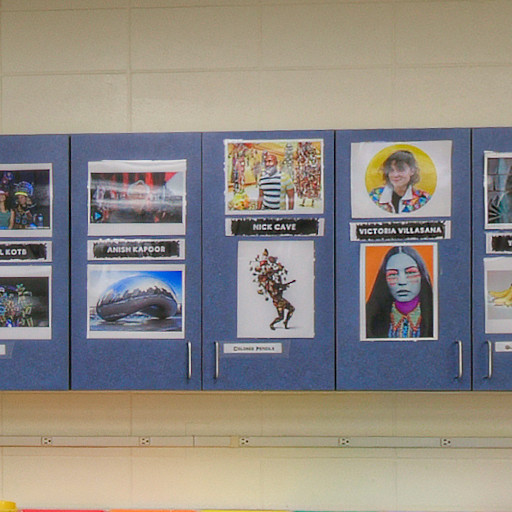 L KOTB
ANISH KAPOOR
NICK CAVE
VICTORIA VILLASANA
COLORED PENCILS